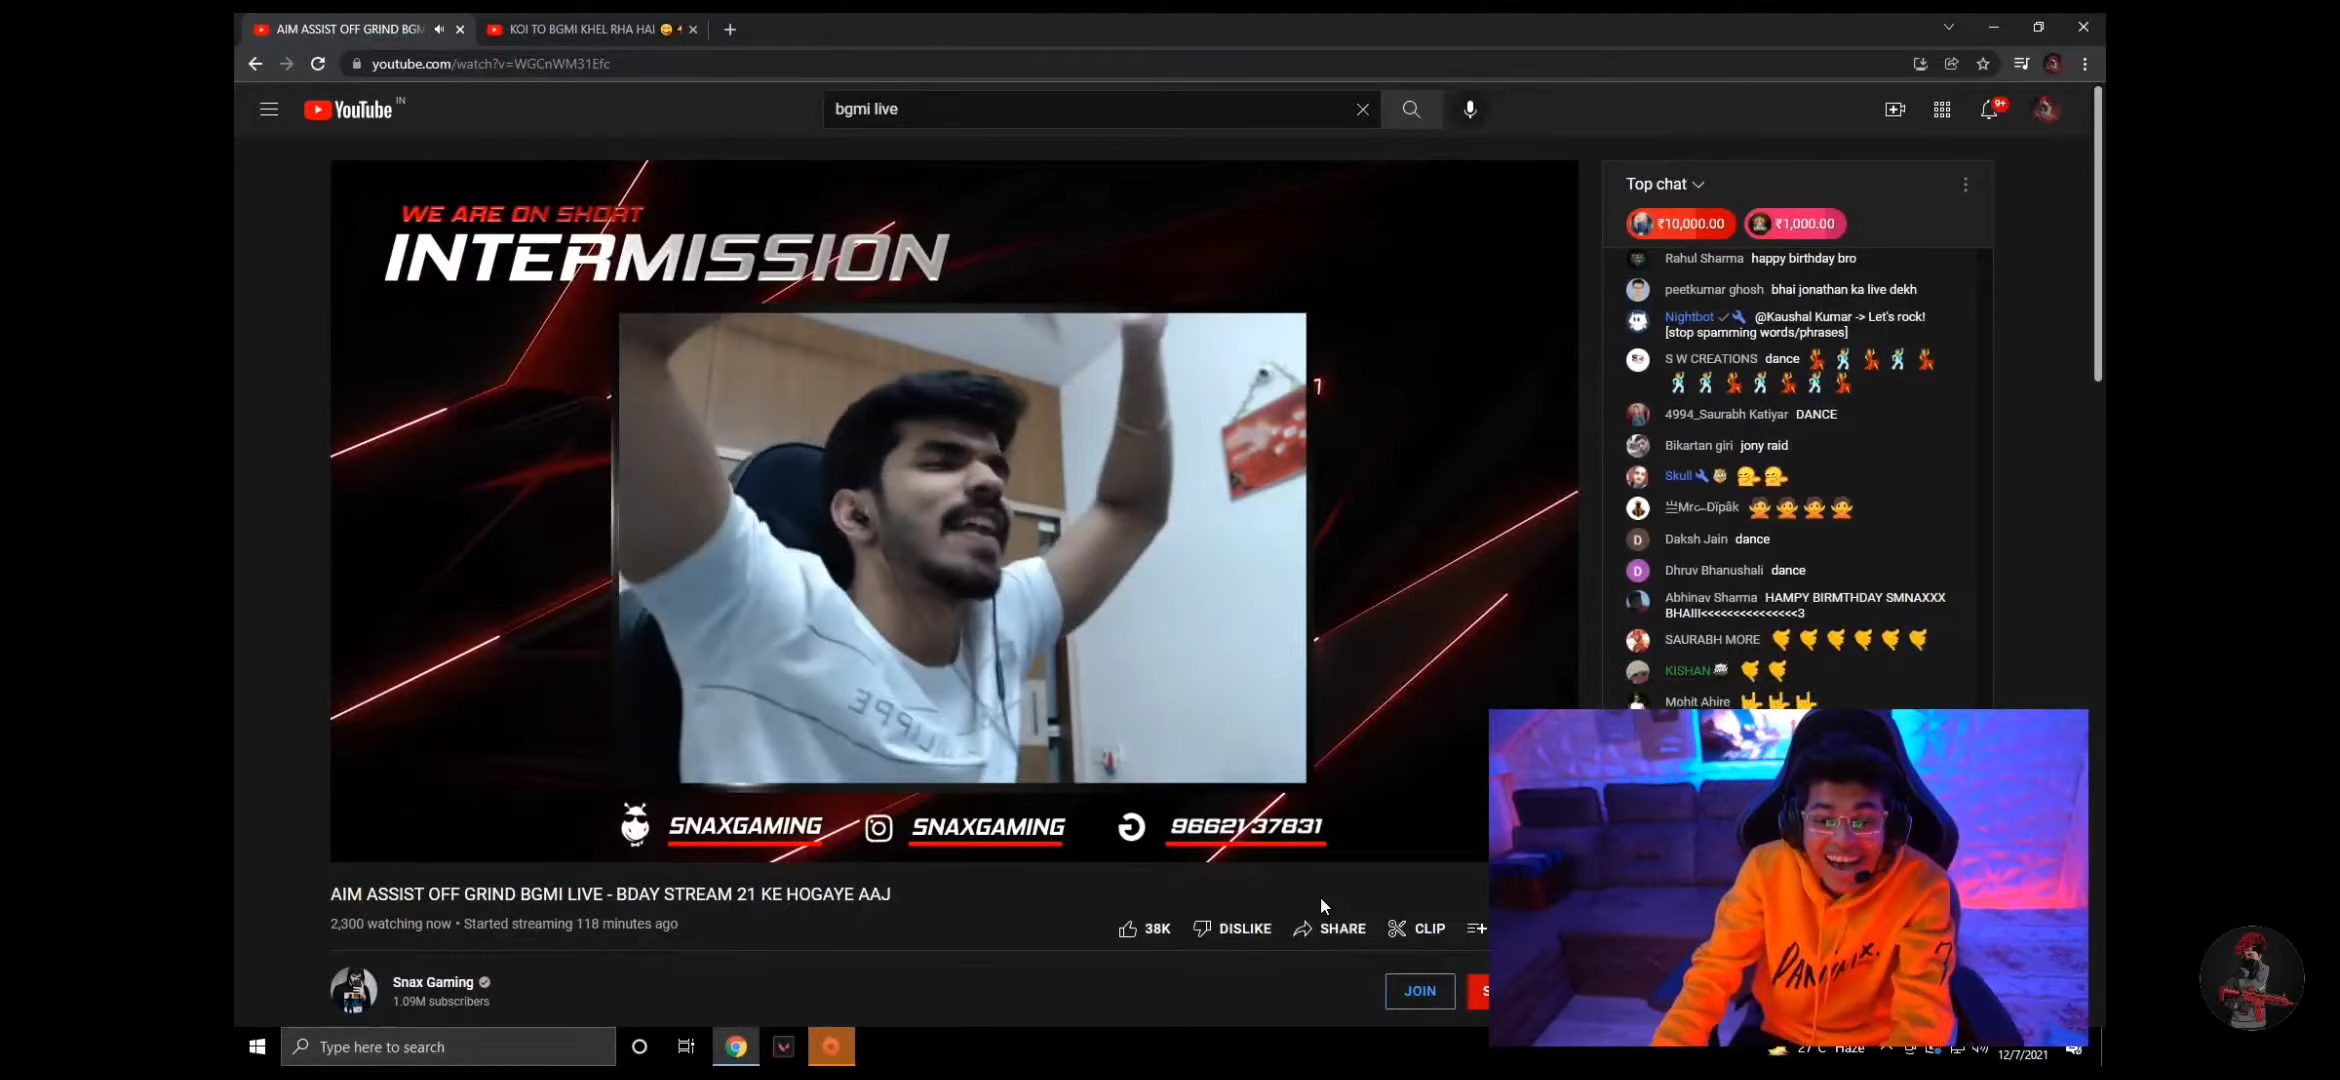 AIM ASSIST OFF GRIND BGM
KOI TO BGMI KHEL RHA HAI 😄
youtube.com/watch?v=WGCnWM31Efc
YouTube IN
bgmi live
9+
WE ARE ON SHORT
INTERMISSION
SNAXGAMING
SNAXGAMING
9662137831
Top chat
₹10,000.00 ₹1,000.00
Rahul Sharma happy birthday bro
peetkumar ghosh bhai jonathan ka live dekh
Nightbot @Kaushal Kumar -> Let's rock!
[stop spamming words/phrases]
S W CREATIONS dance 💃🕺💃🕺💃
🕺🕺💃🕺💃🕺💃
4994_Saurabh Katiyar DANCE
Bikartan giri jony raid
Skull
Mr Dïpâk
D Daksh Jain dance
D Dhruv Bhanushali dance
Abhinav Sharma HAMPY BIRMTHDAY SMNAXXX
BHAIII<<<<<<<<<<<<<<<3
SAURABH MORE 🤙🤙🤙🤙🤙🤙
KISHAN 🤙🤙
Mohit Ahire 🤟🤟🤟
AIM ASSIST OFF GRIND BGMI LIVE - BDAY STREAM 21 KE HOGAYE AAJ
2,300 watching now • Started streaming 118 minutes ago
38K DISLIKE SHARE CLIP
Snax Gaming
1.09M subscribers
JOIN S
Type here to search
27°C Haze
12/7/2021